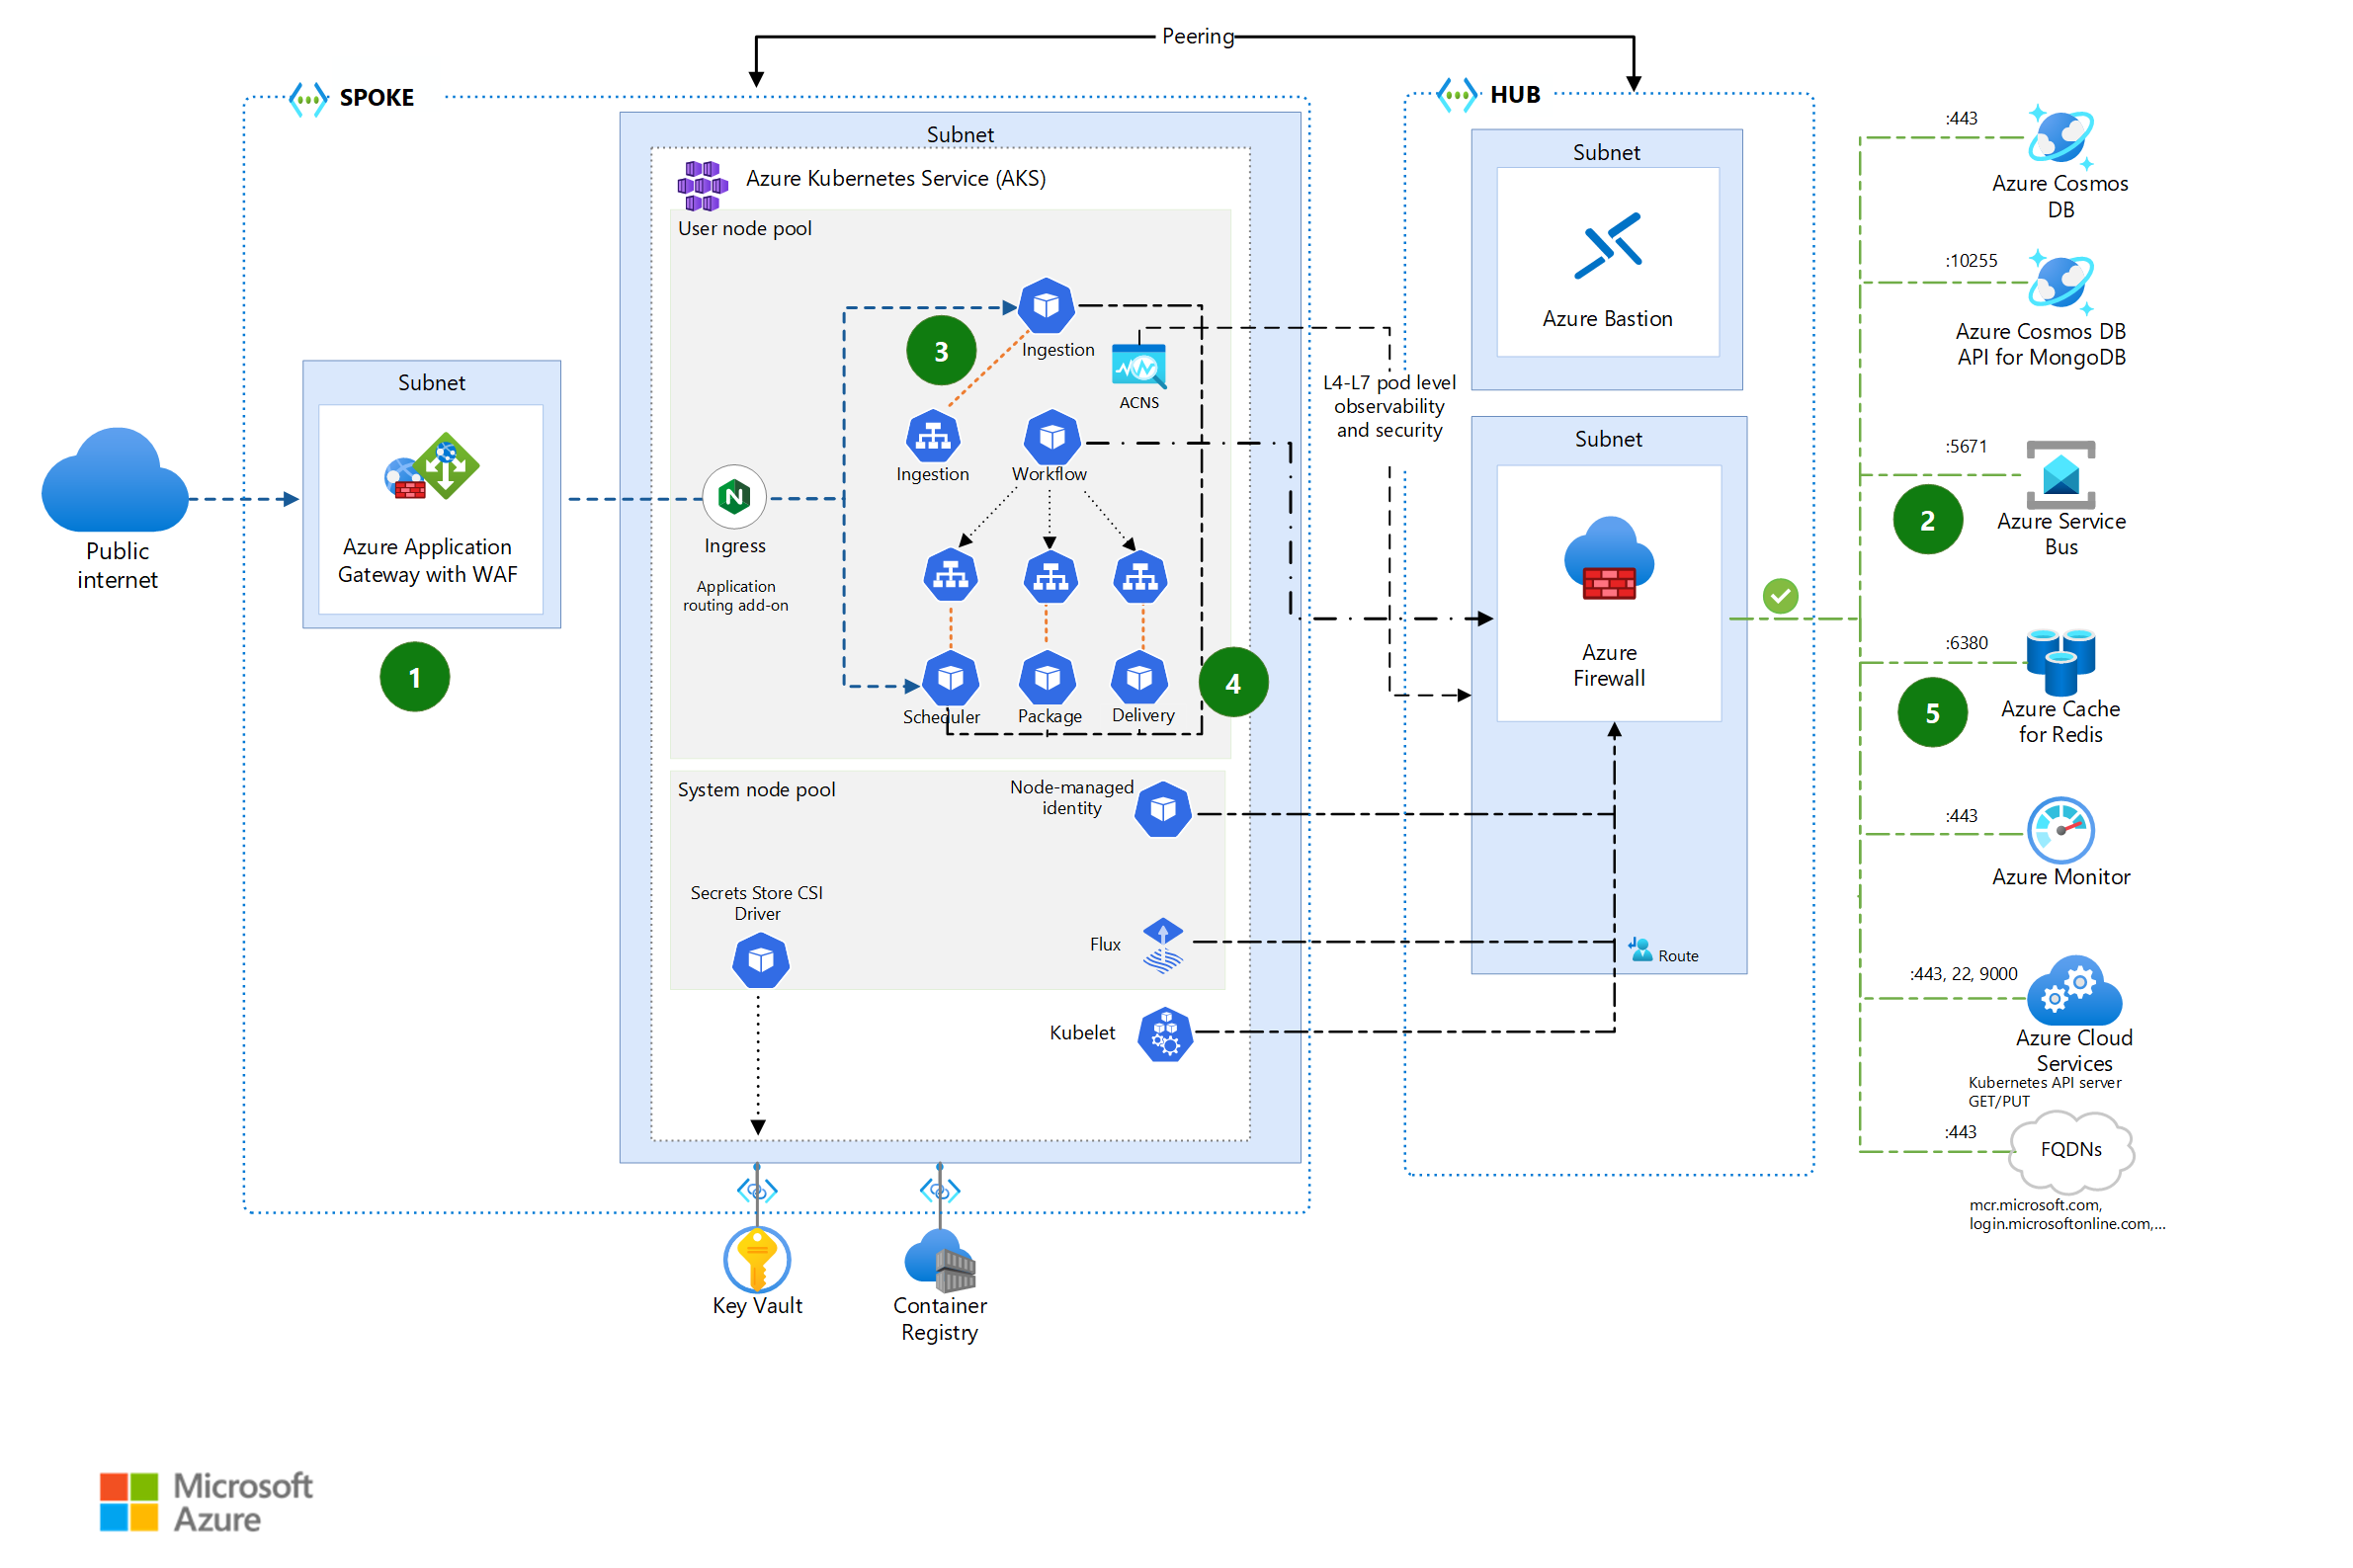 Peering
SPOKE
HUB
Subnet
Azure Kubernetes Service (AKS)
User node pool
Ingestion
3
ACNS
Ingestion
Workflow
Ingress
Application
routing add-on
Scheduler
Package
Delivery
4
System node pool
Node-managed
identity
Secrets Store CSI
Driver
Flux
Kubelet
Subnet
Azure Application
Gateway with WAF
1
Public
internet
L4-L7 pod level
observability
and security
Subnet
Azure Bastion
Subnet
Azure
Firewall
Route
:443
Azure Cosmos
DB
:10255
Azure Cosmos DB
API for MongoDB
:5671
2
Azure Service
Bus
:6380
5
Azure Cache
for Redis
:443
Azure Monitor
:443, 22, 9000
Azure Cloud
Services
Kubernetes API server
GET/PUT
:443
FQDNs
mcr.microsoft.com,
login.microsoftonline.com,...
Key Vault
Container
Registry
Microsoft
Azure